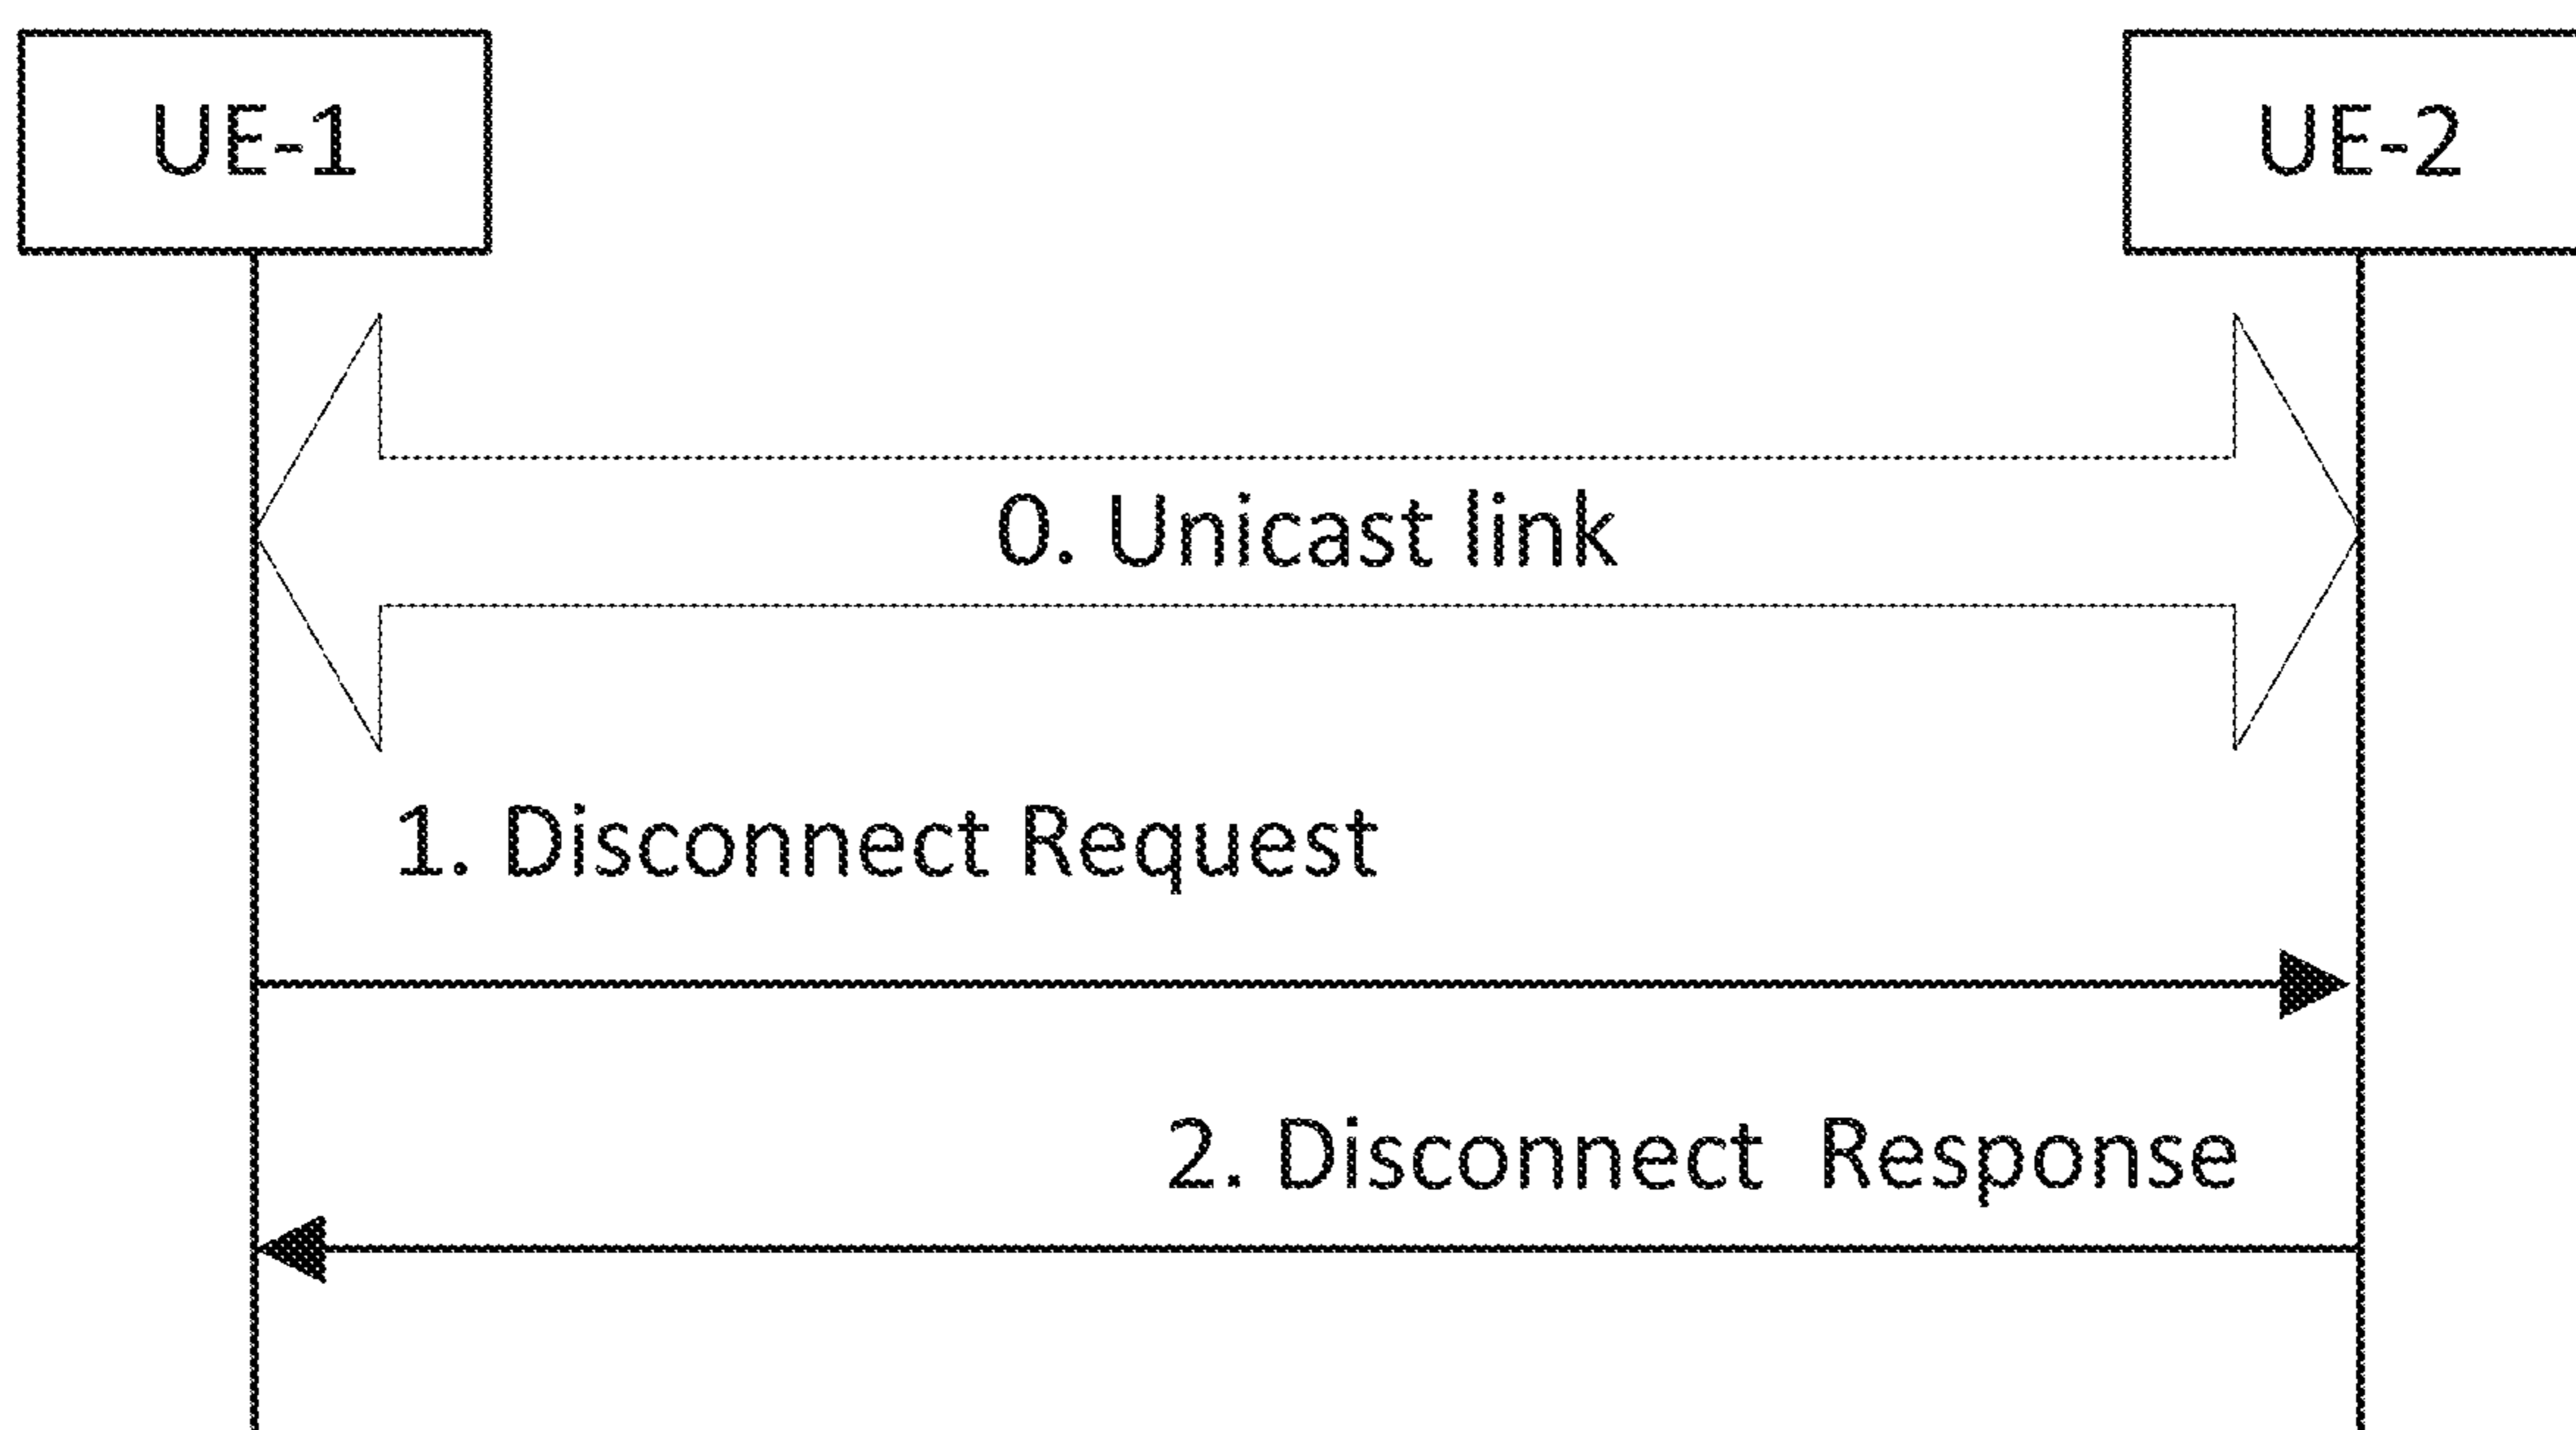 UE-1
UE-2
0. Unicast link
1. Disconnect Request
2. Disconnect Response